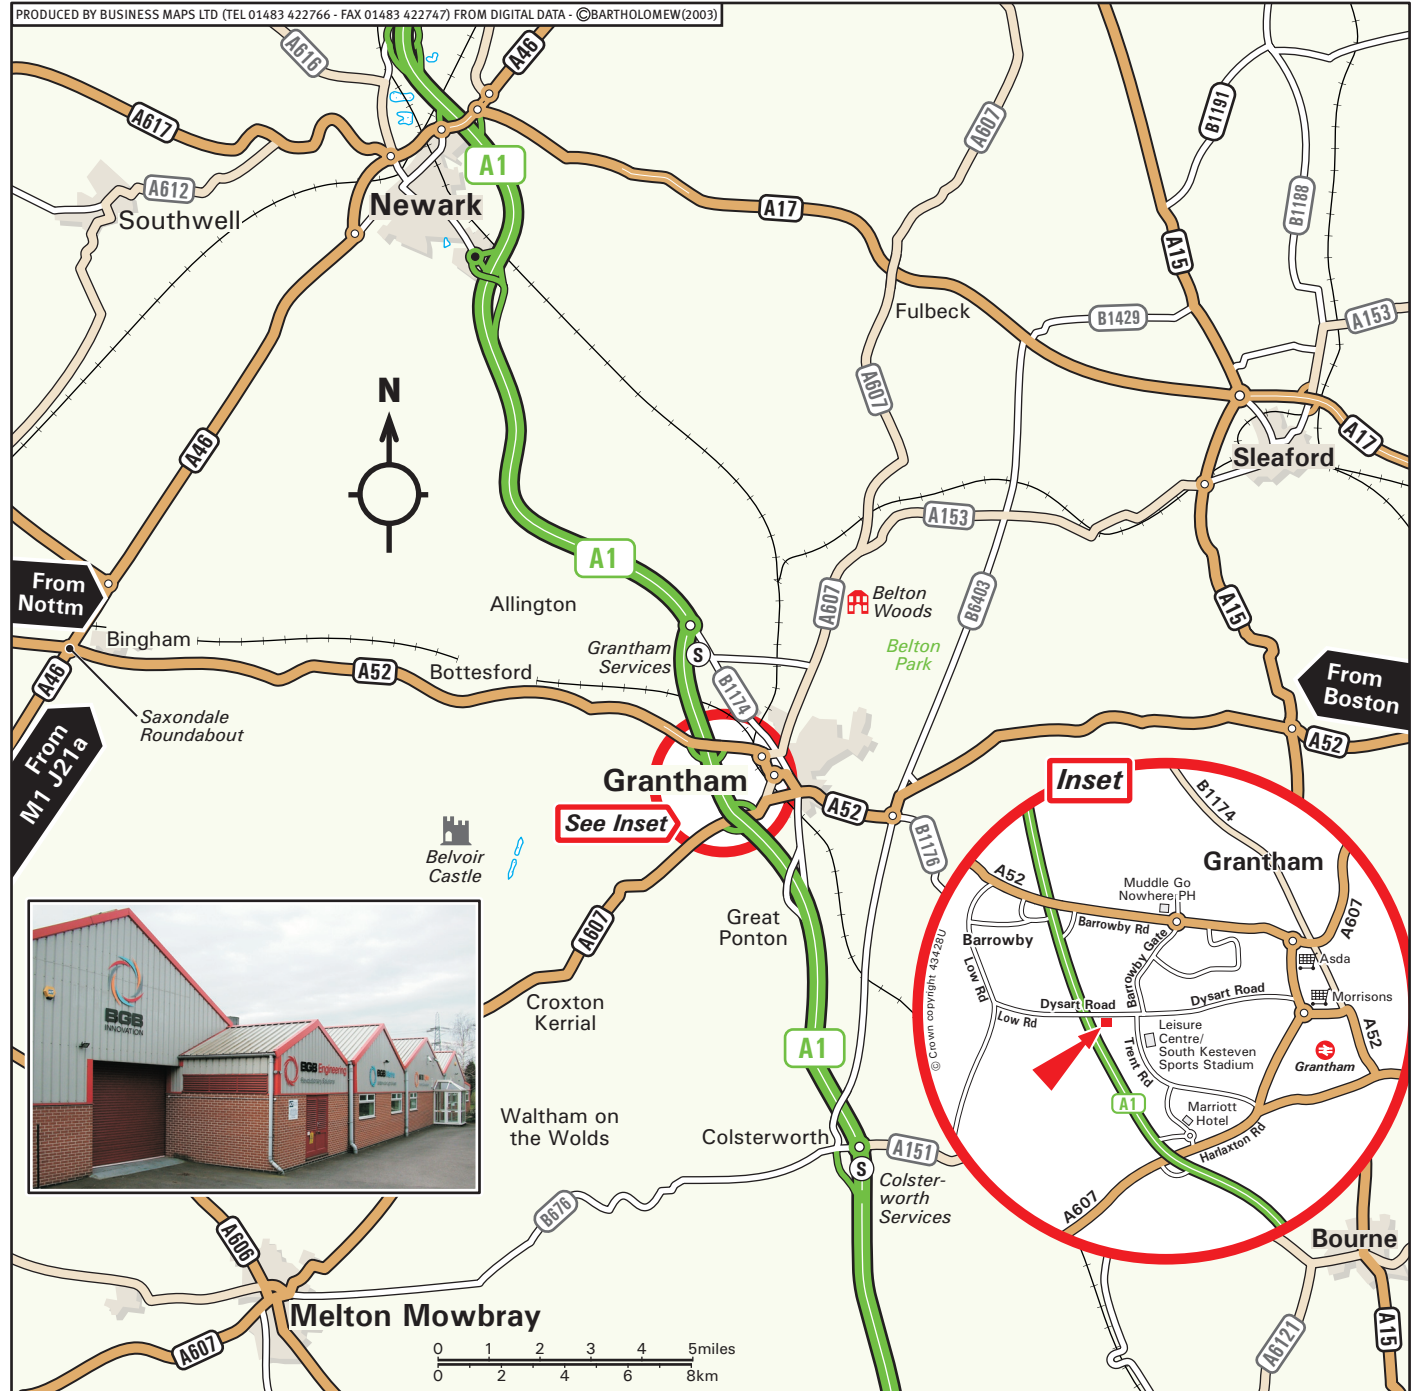 PRODUCED BY BUSINESS MAPS LTD (TEL 01483 422766 - FAX 01483 422747) FROM DIGITAL DATA - ©BARTHOLOMEW(2003)
A616
A46
A617
A1
A607
B1191
A612
Southwell
Newark
A17
B1188
A15
Fulbeck
B1429
A153
N
A607
A46
A17
Sleaford
A153
A1
From
Nottm
Allington
A607
Belton
Woods
B6403
A15
Bingham
Grantham
Services
S
Belton
Park
A46
A52
Bottesford
B1174
From
Boston
Saxondale
Roundabout
A52
From
M1 J21a
Grantham
A52
See Inset
B1176
Belvoir
Castle
A607
Great
Ponton
Croxton
Kerrial
A1
Waltham on
the Wolds
Colsterworth
A151
S
Colster-
worth
Services
B676
A606
Melton Mowbray
A607
0 1 2 3 4 5miles
0 2 4 6 8km
Bourne
A15
A6121
Inset
B1174
Grantham
A52
Muddle Go
Nowhere PH
A607
Barrowby Rd
Barrowby
Barrowby Gate
Asda
Low Rd
Dysart Road
Dysart Road
Morrisons
Low Rd
© Crown copyright 43428U
Trent Rd
Leisure
Centre/
South Kesteven
Sports Stadium
A52
Grantham
A1
Marriott
Hotel
Harlaxton Rd
A607
BGB
INNOVATION
BGB Engineering